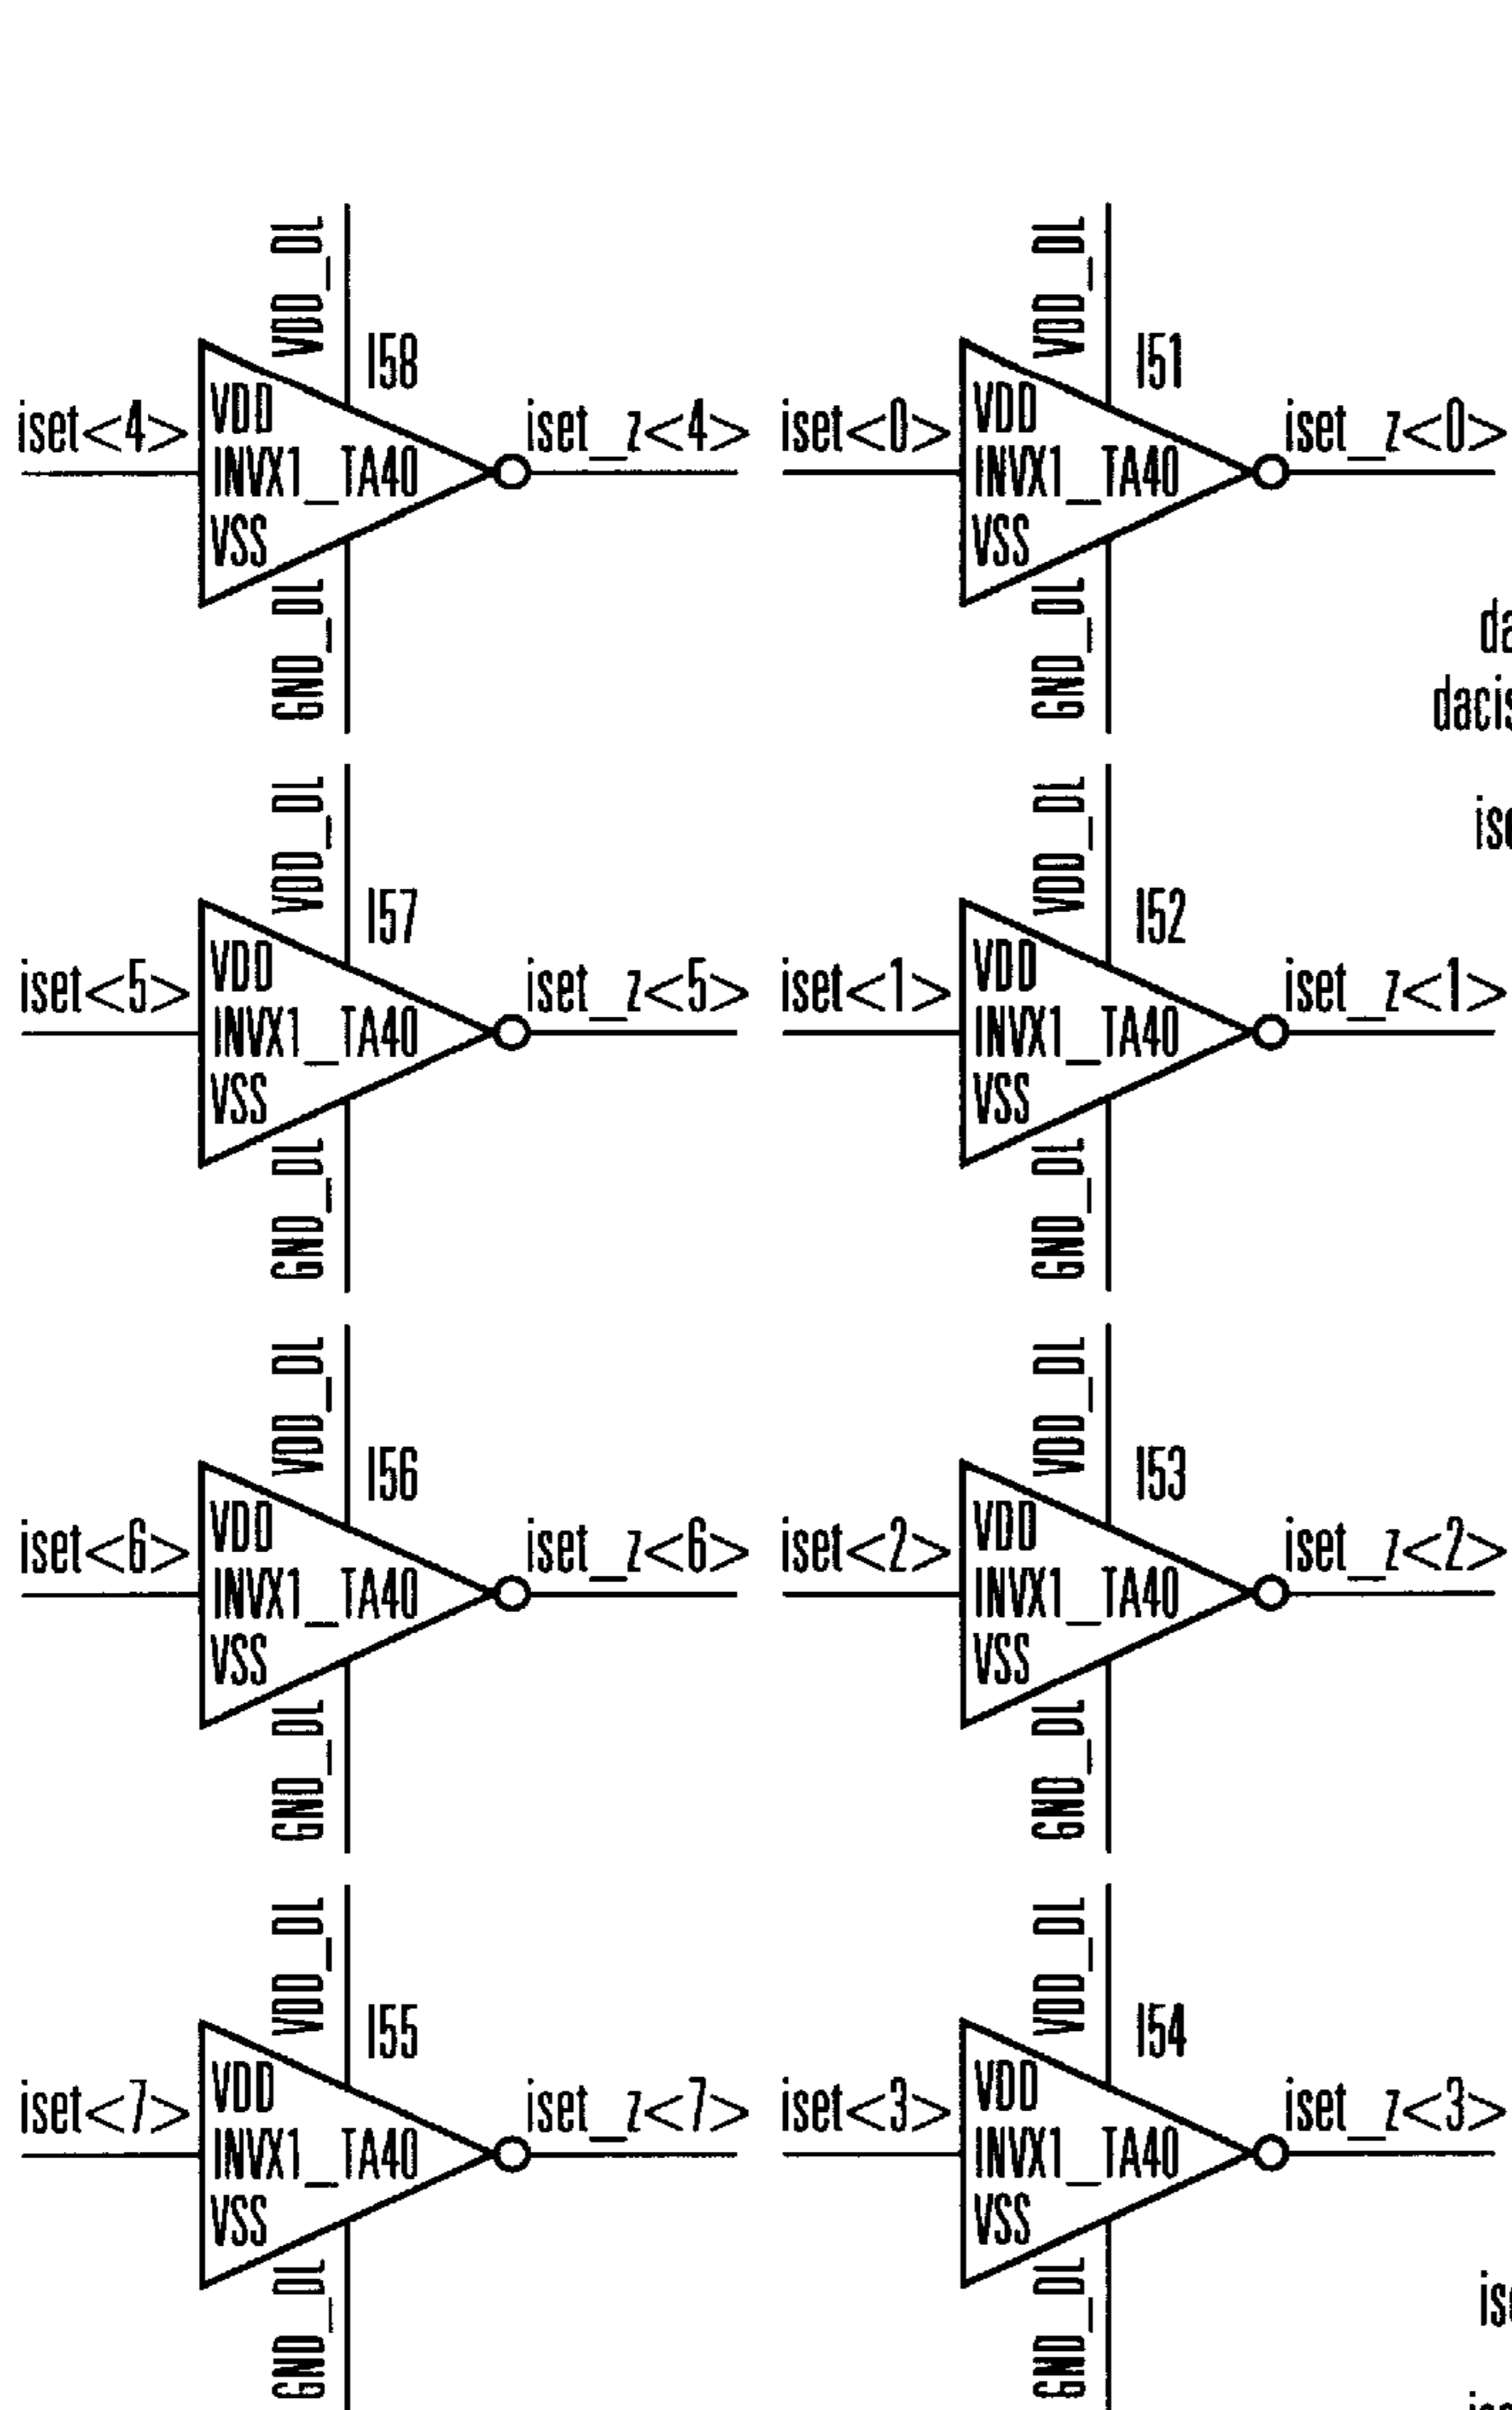 VDD_DL
I58
iset<4>
VDD
INVX1_TA40
VSS
iset_z<4>
GND_DL
VDD_DL
I51
iset<0>
VDD
INVX1_TA40
VSS
iset_z<0>
GND_DL
VDD_DL
I57
iset<5>
VDD
INVX1_TA40
VSS
iset_z<5>
GND_DL
VDD_DL
I52
iset<1>
VDD
INVX1_TA40
VSS
iset_z<1>
GND_DL
VDD_DL
I56
iset<6>
VDD
INVX1_TA40
VSS
iset_z<6>
GND_DL
VDD_DL
I53
iset<2>
VDD
INVX1_TA40
VSS
iset_z<2>
GND_DL
VDD_DL
I55
iset<7>
VDD
INVX1_TA40
VSS
iset_z<7>
GND_DL
VDD_DL
I54
iset<3>
VDD
INVX1_TA40
VSS
iset_z<3>
GND_DL